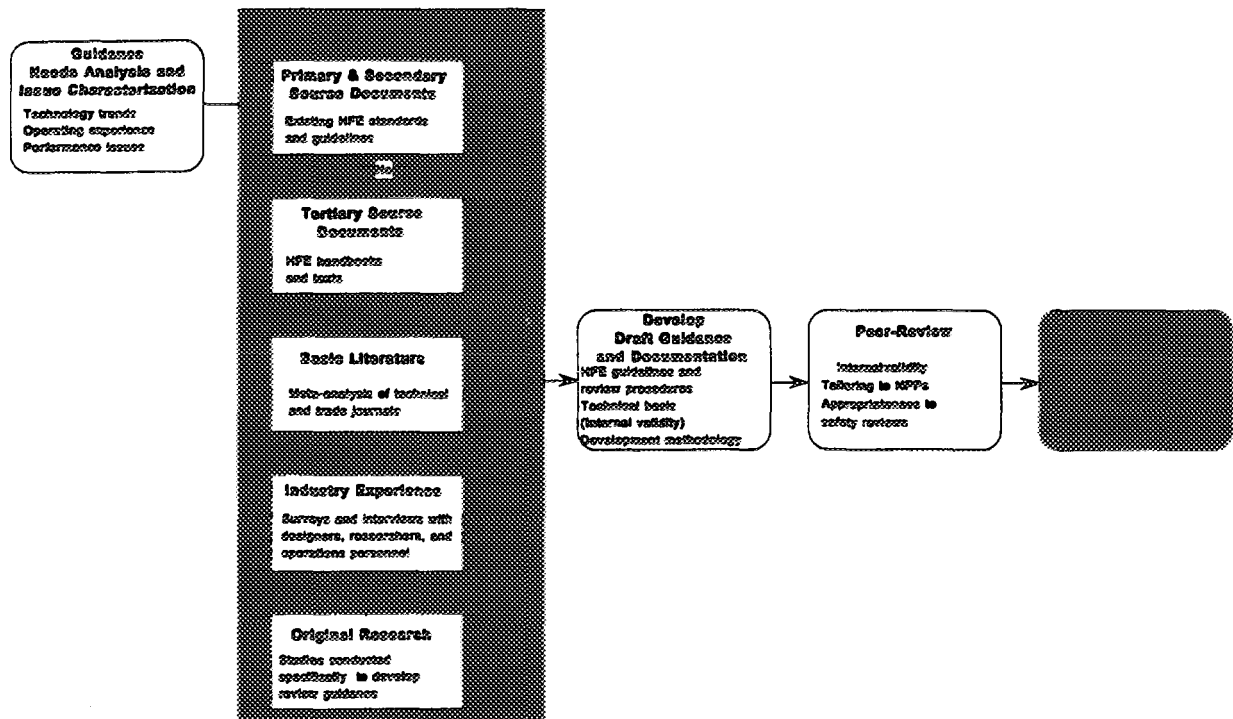 Guidance
Needs Analysis and
Issue Characterization
Technology trends
Operating experience
Performance issues
Primary & Secondary
Source Documents
Existing HFE standards
and guidelines
No
Tertiary Source
Documents
HFE handbooks
and texts
Basic Literature
Meta-analysis of technical
and trade journals
Industry Experience
Surveys and interviews with
designers, researchers, and
operations personnel
Original Research
Studies conducted
specifically to develop
review guidance
Develop
Draft Guidance
and Documentation
HFE guidelines and
review procedures
Technical basis
(internal validity)
Development methodology
Peer-Review
Internal validity
Tailoring to NPPs
Appropriateness to
safety reviews